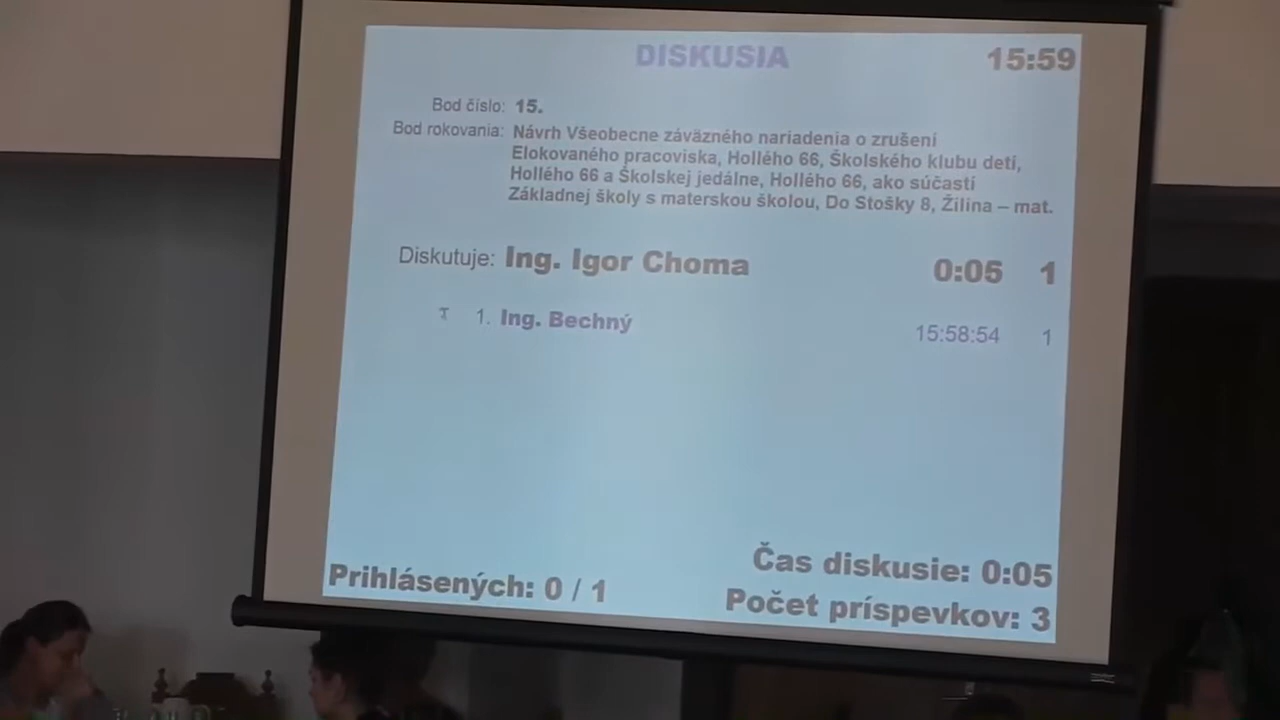 DISKUSIA 15:59
Bod číslo: 15.
Bod rokovania: Návrh Všeobecne záväzného nariadenia o zrušení
Elokovaného pracoviska, Hollého 66, Školského klubu detí,
Hollého 66 a Školskej jedálne, Hollého 66, ako súčastí
Základnej školy s materskou školou, Do Stošky 8, Žilina – mat.
Diskutuje: Ing. Igor Choma 0:05 1
1. Ing. Bechný 15:58:54 1
Čas diskusie: 0:05
Prihlásených: 0 / 1
Počet príspevkov: 3